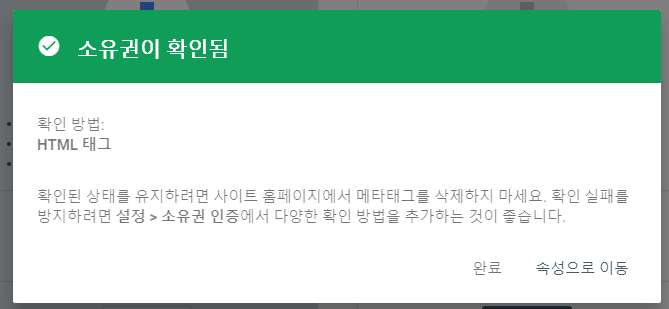 소유권이 확인됨
확인 방법:
HTML 태그
확인된 상태를 유지하려면 사이트 홈페이지에서 메타태그를 삭제하지 마세요. 확인 실패를
방지하려면 설정 > 소유권 인증에서 다양한 확인 방법을 추가하는 것이 좋습니다.
완료 속성으로 이동